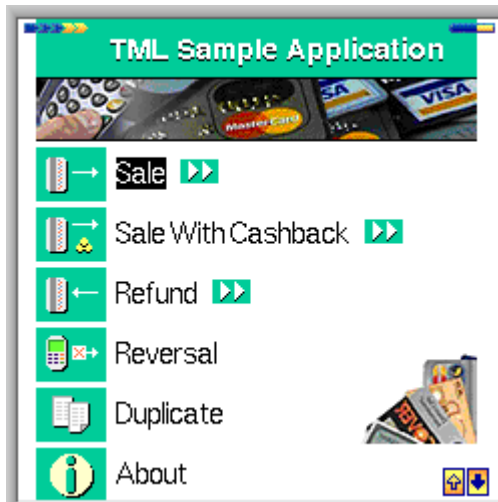 TML Sample Application
MasterCard
VISA
VISA
Sale
Sale With Cashback
Refund
Reversal
Duplicate
About